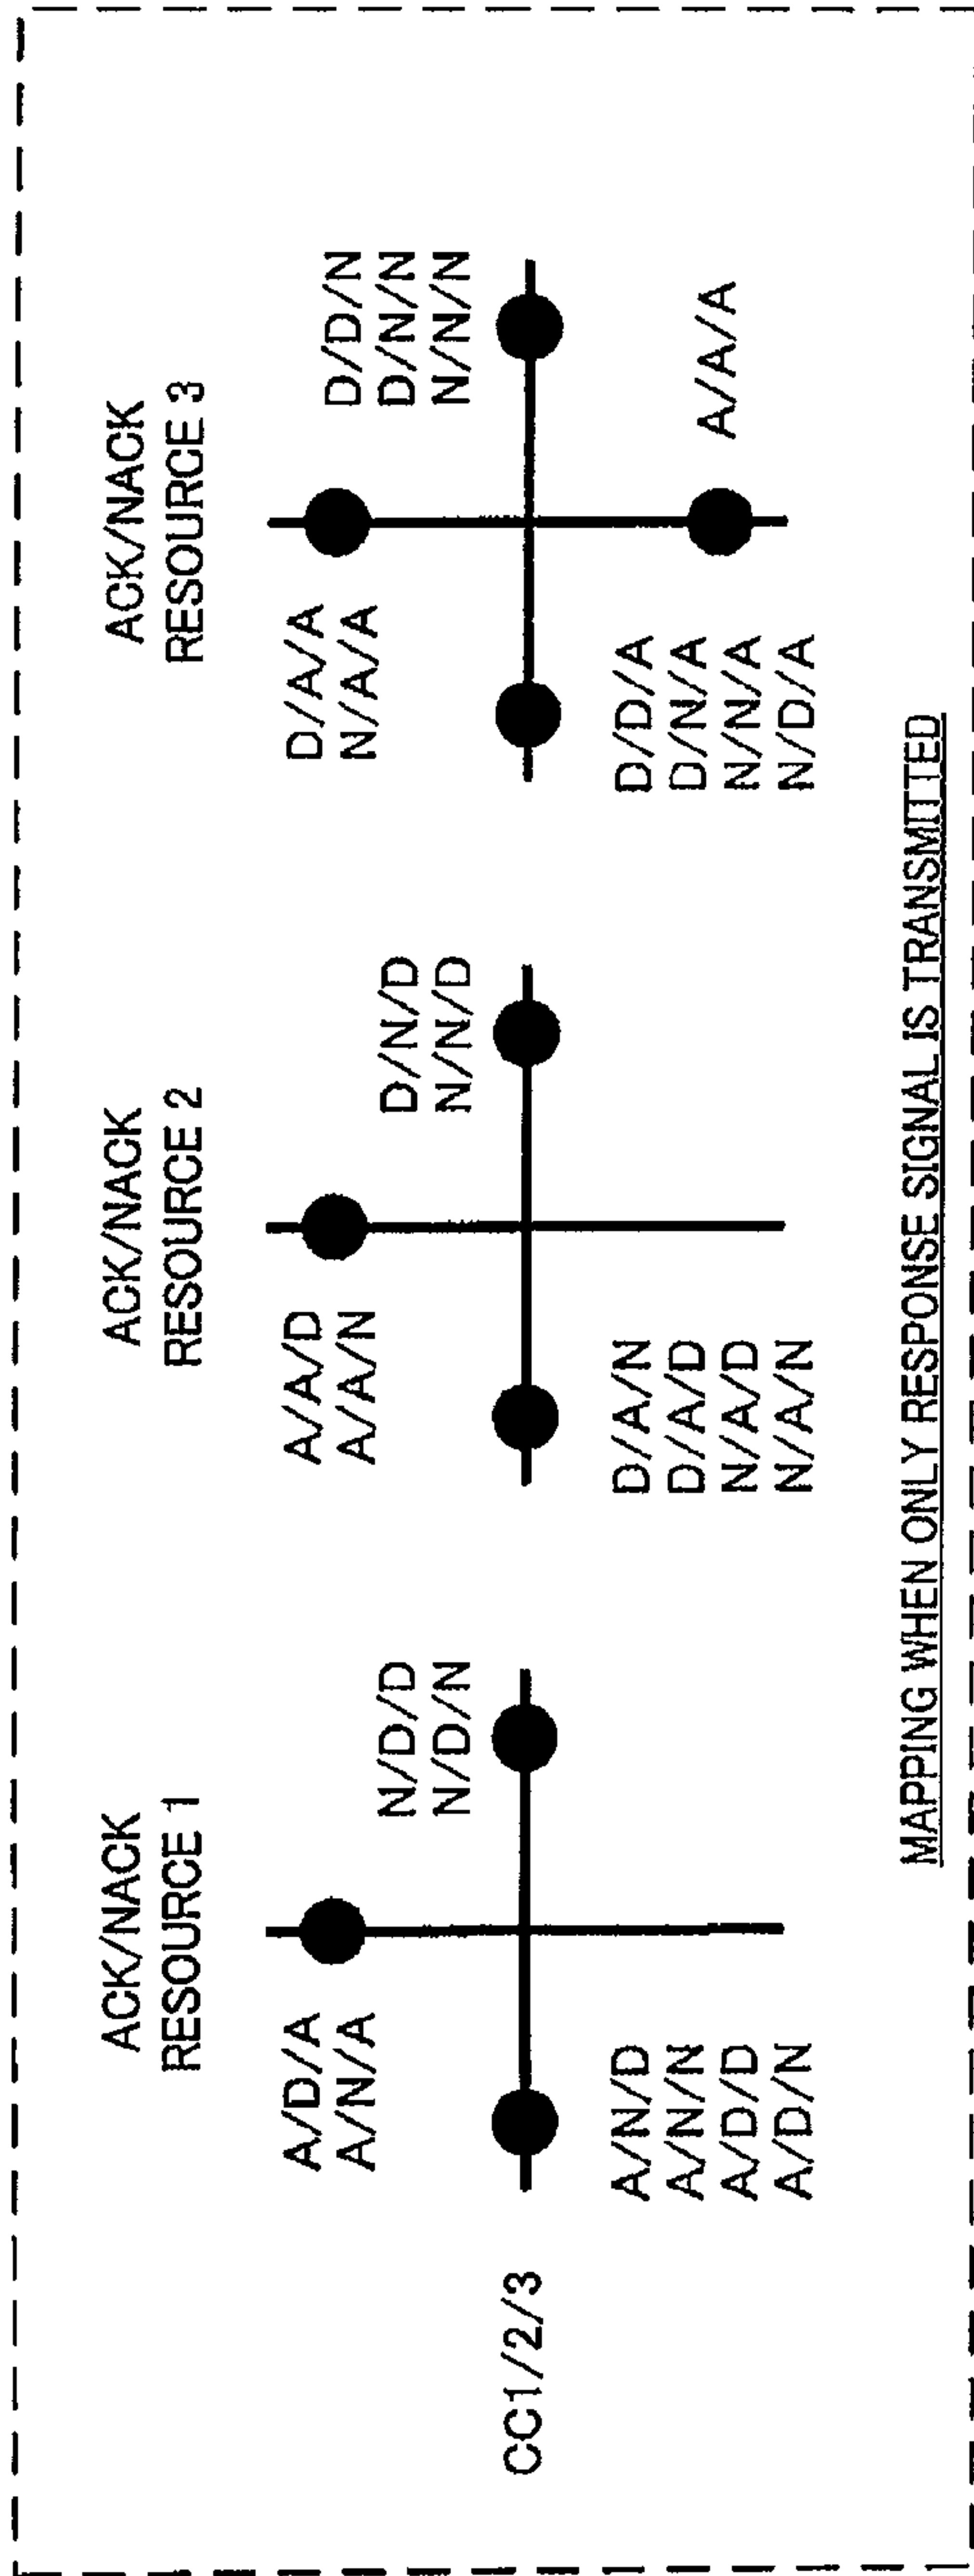 ACK/NACK
RESOURCE 1
A/D/A
A/N/A
N/D/D
N/D/N
CC1/2/3
A/N/D
A/N/N
A/D/D
A/D/N
ACK/NACK
RESOURCE 2
A/A/D
A/A/N
D/N/D
N/N/D
D/A/N
D/A/D
N/A/D
N/A/N
ACK/NACK
RESOURCE 3
D/A/A
N/A/A
D/D/N
D/N/N
N/N/N
D/D/A
D/N/A
N/N/A
N/D/A
A/A/A
MAPPING WHEN ONLY RESPONSE SIGNAL IS TRANSMITTED